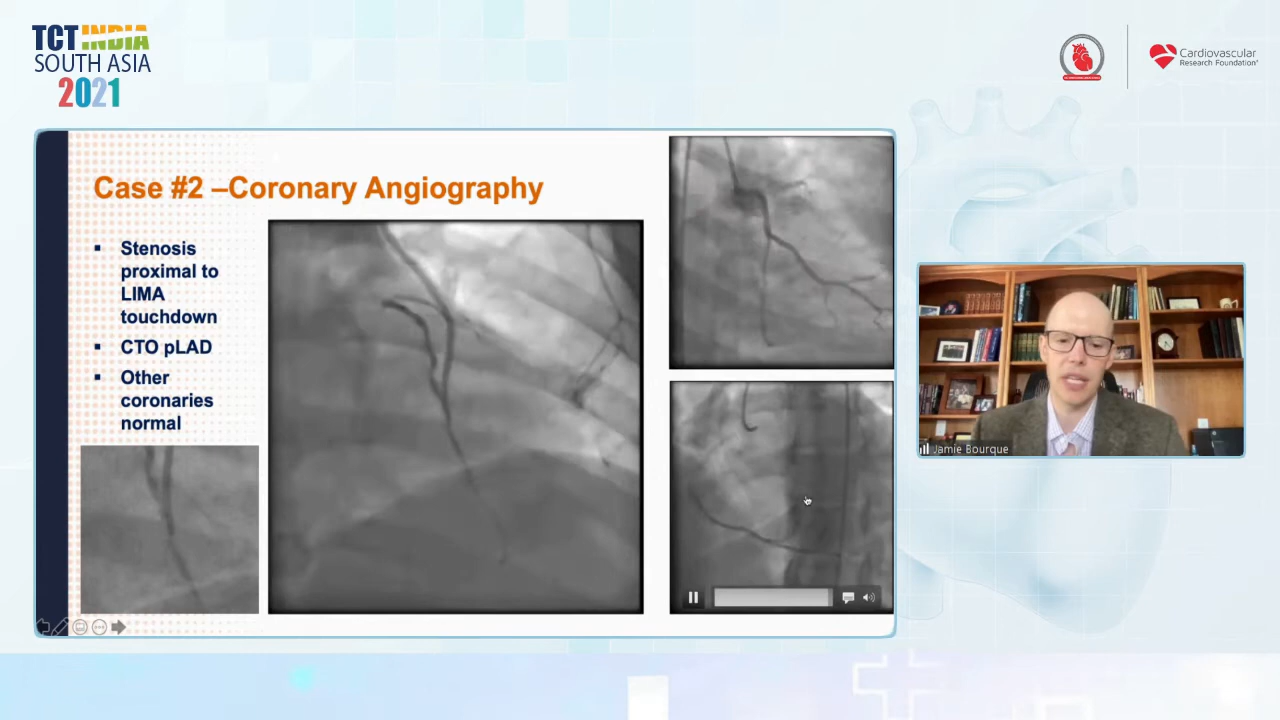 TCT INDIA
SOUTH ASIA
2021
Cardiovascular
Research Foundation®
Case #2 –Coronary Angiography
▪ Stenosis
proximal to
LIMA
touchdown
▪ CTO pLAD
▪ Other
coronaries
normal
Jamie Bourque